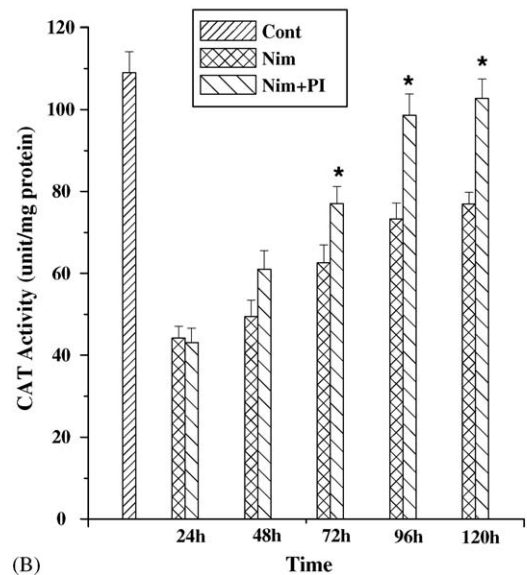 120
100
80
60
40
20
0
CAT Activity (unit/mg protein)
Cont
Nim
Nim+PI
*
*
*
24h 48h 72h 96h 120h
Time
(B)